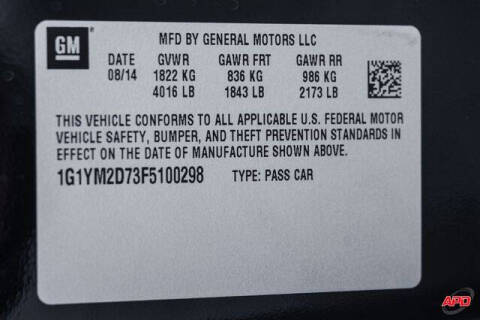 GM
MFD BY GENERAL MOTORS LLC
DATE GVWR GAWR FRT GAWR RR
08/14 1822 KG 836 KG 986 KG
4016 LB 1843 LB 2173 LB
THIS VEHICLE CONFORMS TO ALL APPLICABLE U.S. FEDERAL MOTOR
VEHICLE SAFETY, BUMPER, AND THEFT PREVENTION STANDARDS IN
EFFECT ON THE DATE OF MANUFACTURE SHOWN ABOVE.
1G1YM2D73F5100298 TYPE: PASS CAR
APD